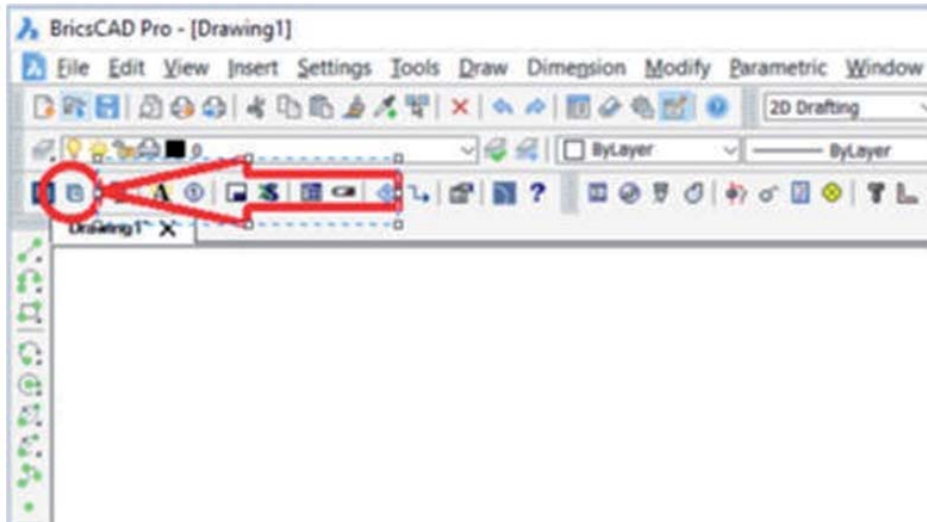 BricsCAD Pro - [Drawing1]
File Edit View Insert Settings Tools Draw Dimension Modify Parametric Window
2D Drafting
0 ByLayer ByLayer
A ?
Drawing1